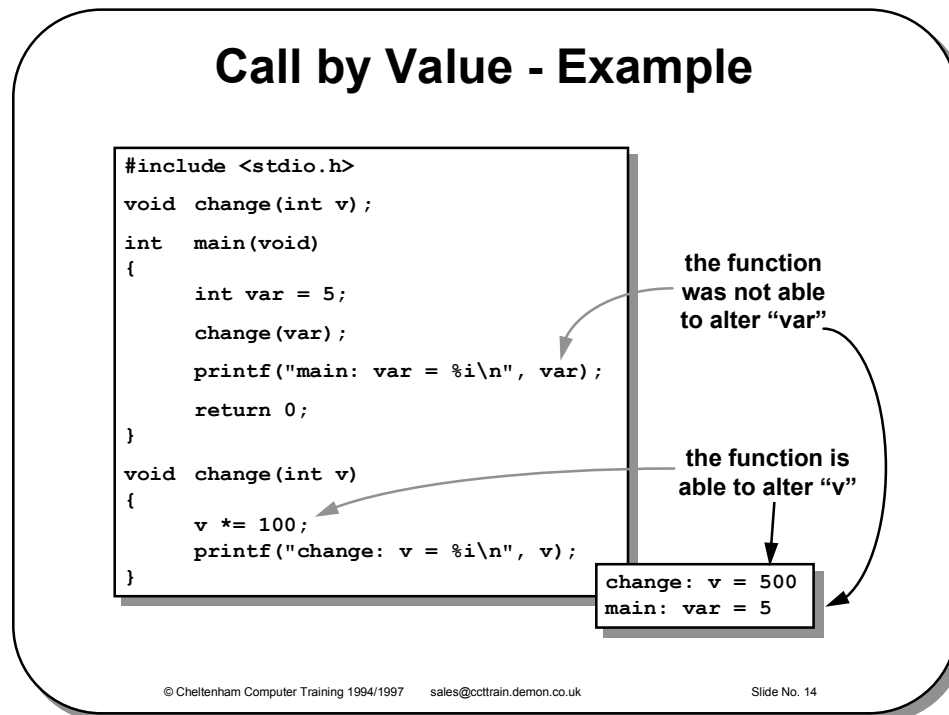 Call by Value - Example
#include <stdio.h>
void change(int v);
int main(void)
{
int var = 5;
change(var);
printf("main: var = %i\n", var);
return 0;
}
void change(int v)
{
v *= 100;
printf("change: v = %i\n", v);
}
the function
was not able
to alter “var”
the function is
able to alter “v”
change: v = 500
main: var = 5
© Cheltenham Computer Training 1994/1997 sales@ccttrain.demon.co.uk Slide No. 14